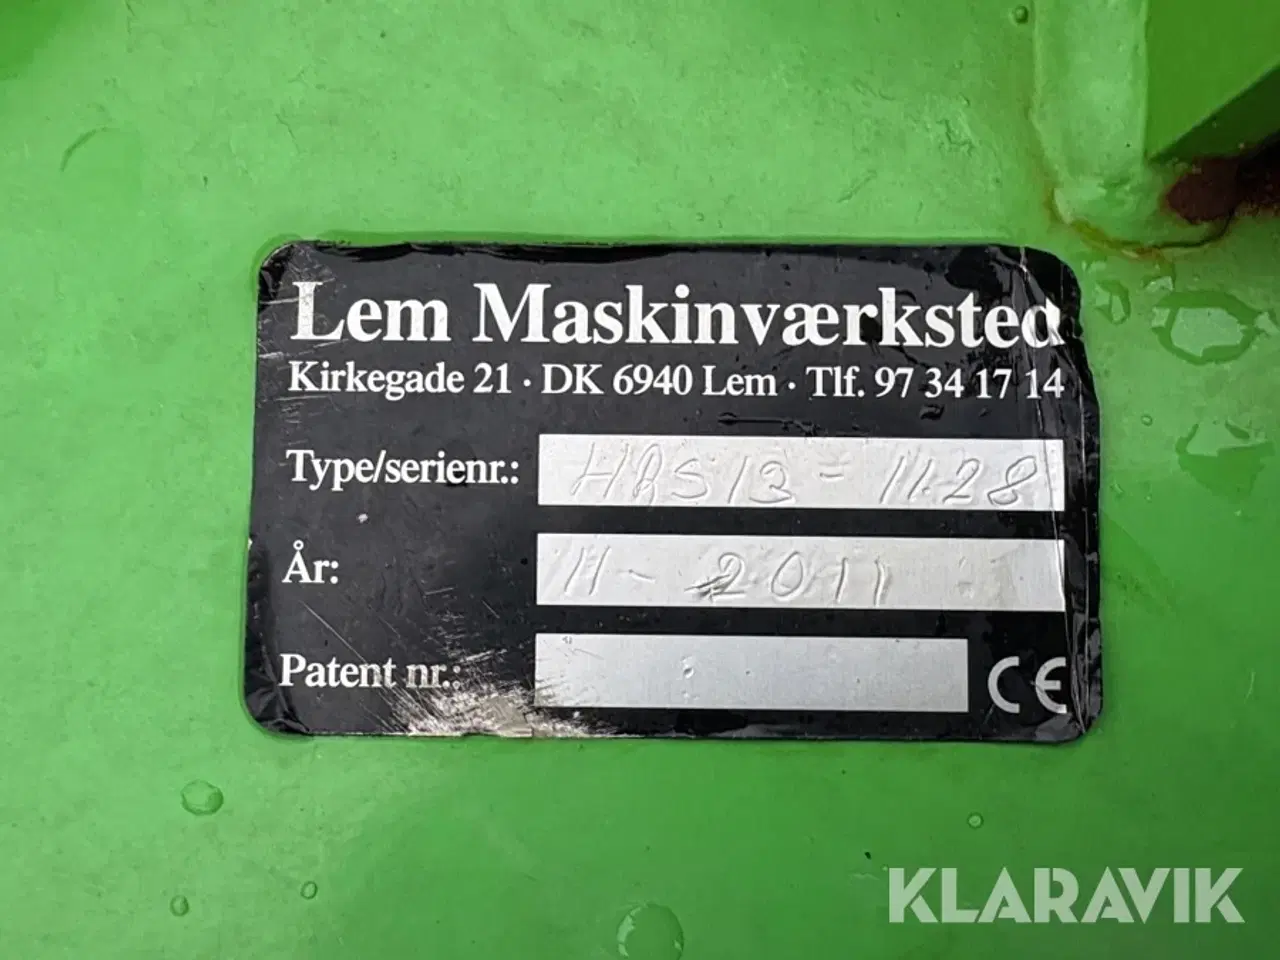 Lem Maskinværksted
Kirkegade 21 · DK 6940 Lem · Tlf. 97 34 17 14
Type/serienr.: HRS13 - 1128
År: 11 - 2011
Patent nr.:
CE
KLARAVIK